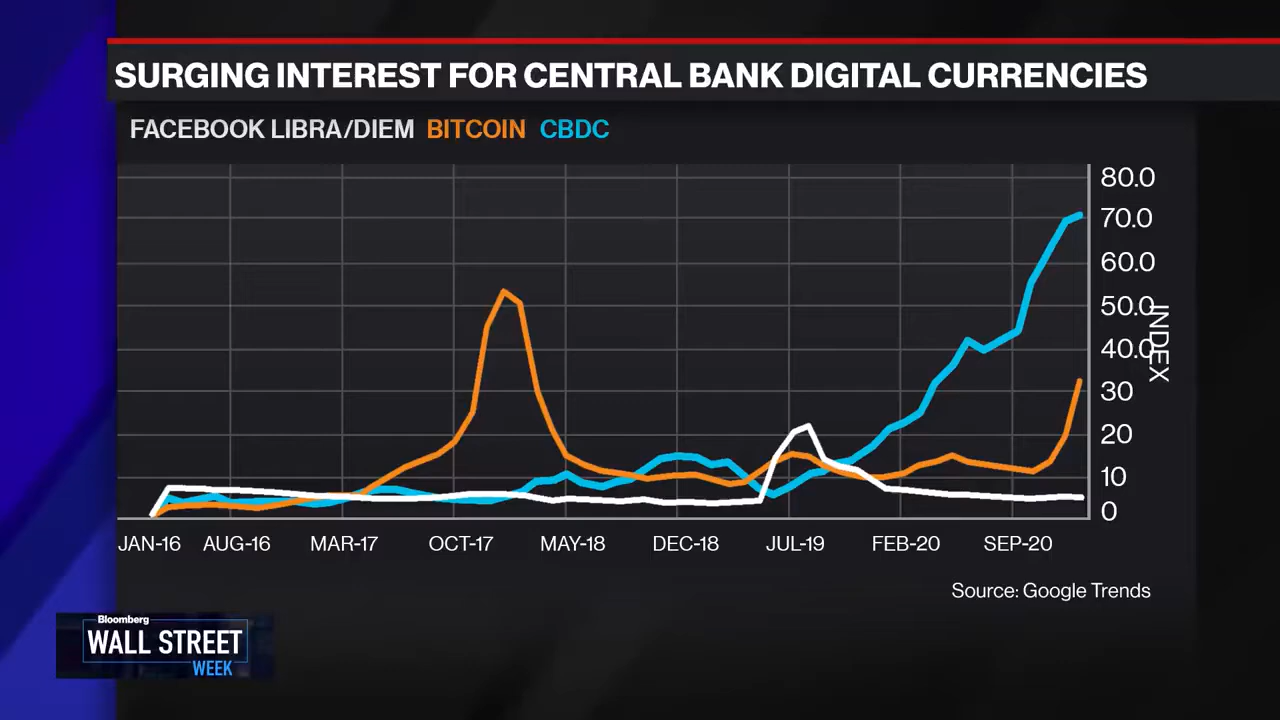 SURGING INTEREST FOR CENTRAL BANK DIGITAL CURRENCIES
FACEBOOK LIBRA/DIEM BITCOIN CBDC
80.0
70.0
60.0
50.0
40.0
30
20
10
0
INDEX
JAN-16 AUG-16 MAR-17 OCT-17 MAY-18 DEC-18 JUL-19 FEB-20 SEP-20
Source: Google Trends
Bloomberg
WALL STREET
WEEK